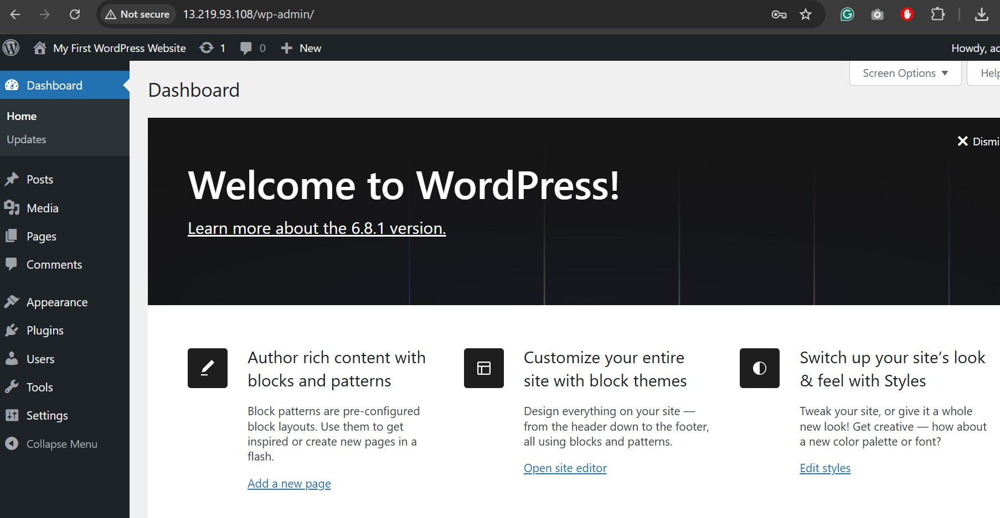 Not secure 13.219.93.108/wp-admin/
My First WordPress Website 1 0 New Howdy,
Dashboard
Home
Updates
Posts
Media
Pages
Comments
Appearance
Plugins
Users
Tools
Settings
Collapse Menu
Screen Options
Help
Dashboard
Dismi
Welcome to WordPress!
Learn more about the 6.8.1 version.
Author rich content with
blocks and patterns
Block patterns are pre-configured
block layouts. Use them to get
inspired or create new pages in a
flash.
Add a new page
Customize your entire
site with block themes
Design everything on your site —
from the header down to the footer,
all using blocks and patterns.
Open site editor
Switch up your site’s look
& feel with Styles
Tweak your site, or give it a whole
new look! Get creative — how about
a new color palette or font?
Edit styles